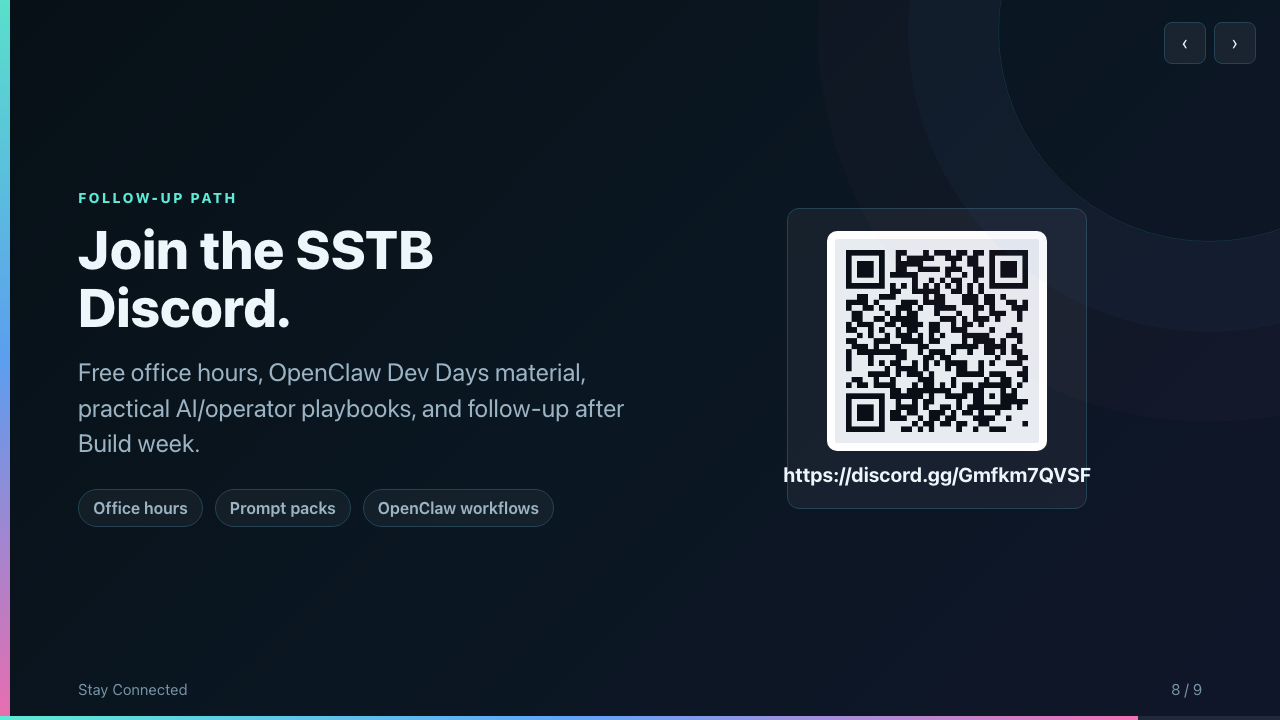 ‹ ›
FOLLOW-UP PATH
Join the SSTB
Discord.
Free office hours, OpenClaw Dev Days material,
practical AI/operator playbooks, and follow-up after
Build week.
Office hours Prompt packs OpenClaw workflows
https://discord.gg/Gmfkm7QVSF
Stay Connected
8 / 9